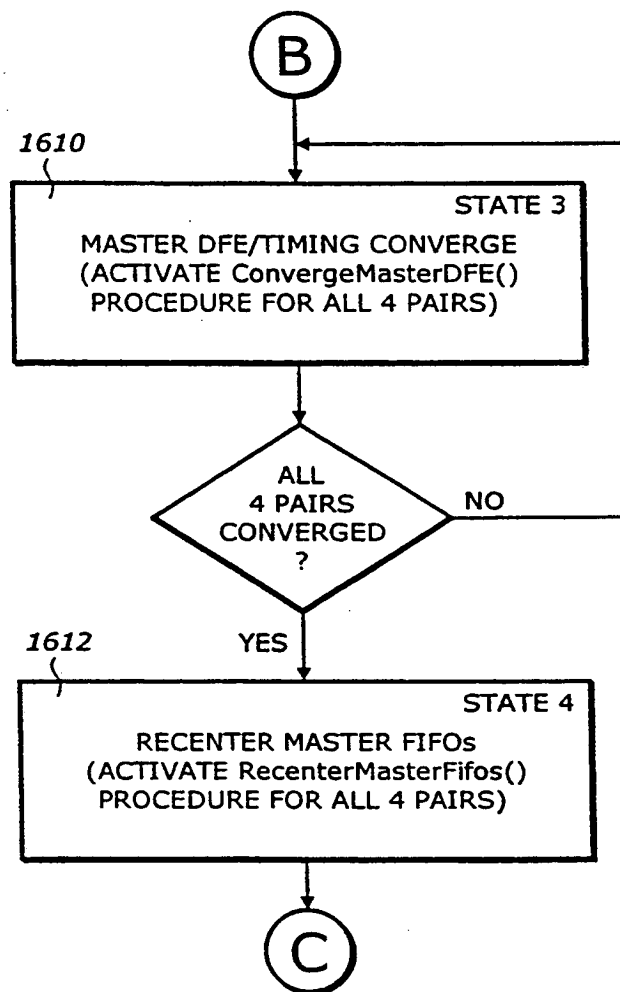 B
1610
STATE 3
MASTER DFE/TIMING CONVERGE
(ACTIVATE ConvergeMasterDFE()
PROCEDURE FOR ALL 4 PAIRS)
ALL
4 PAIRS
CONVERGED
?
NO
YES
1612
STATE 4
RECENTER MASTER FIFOs
(ACTIVATE RecenterMasterFifos()
PROCEDURE FOR ALL 4 PAIRS)
C